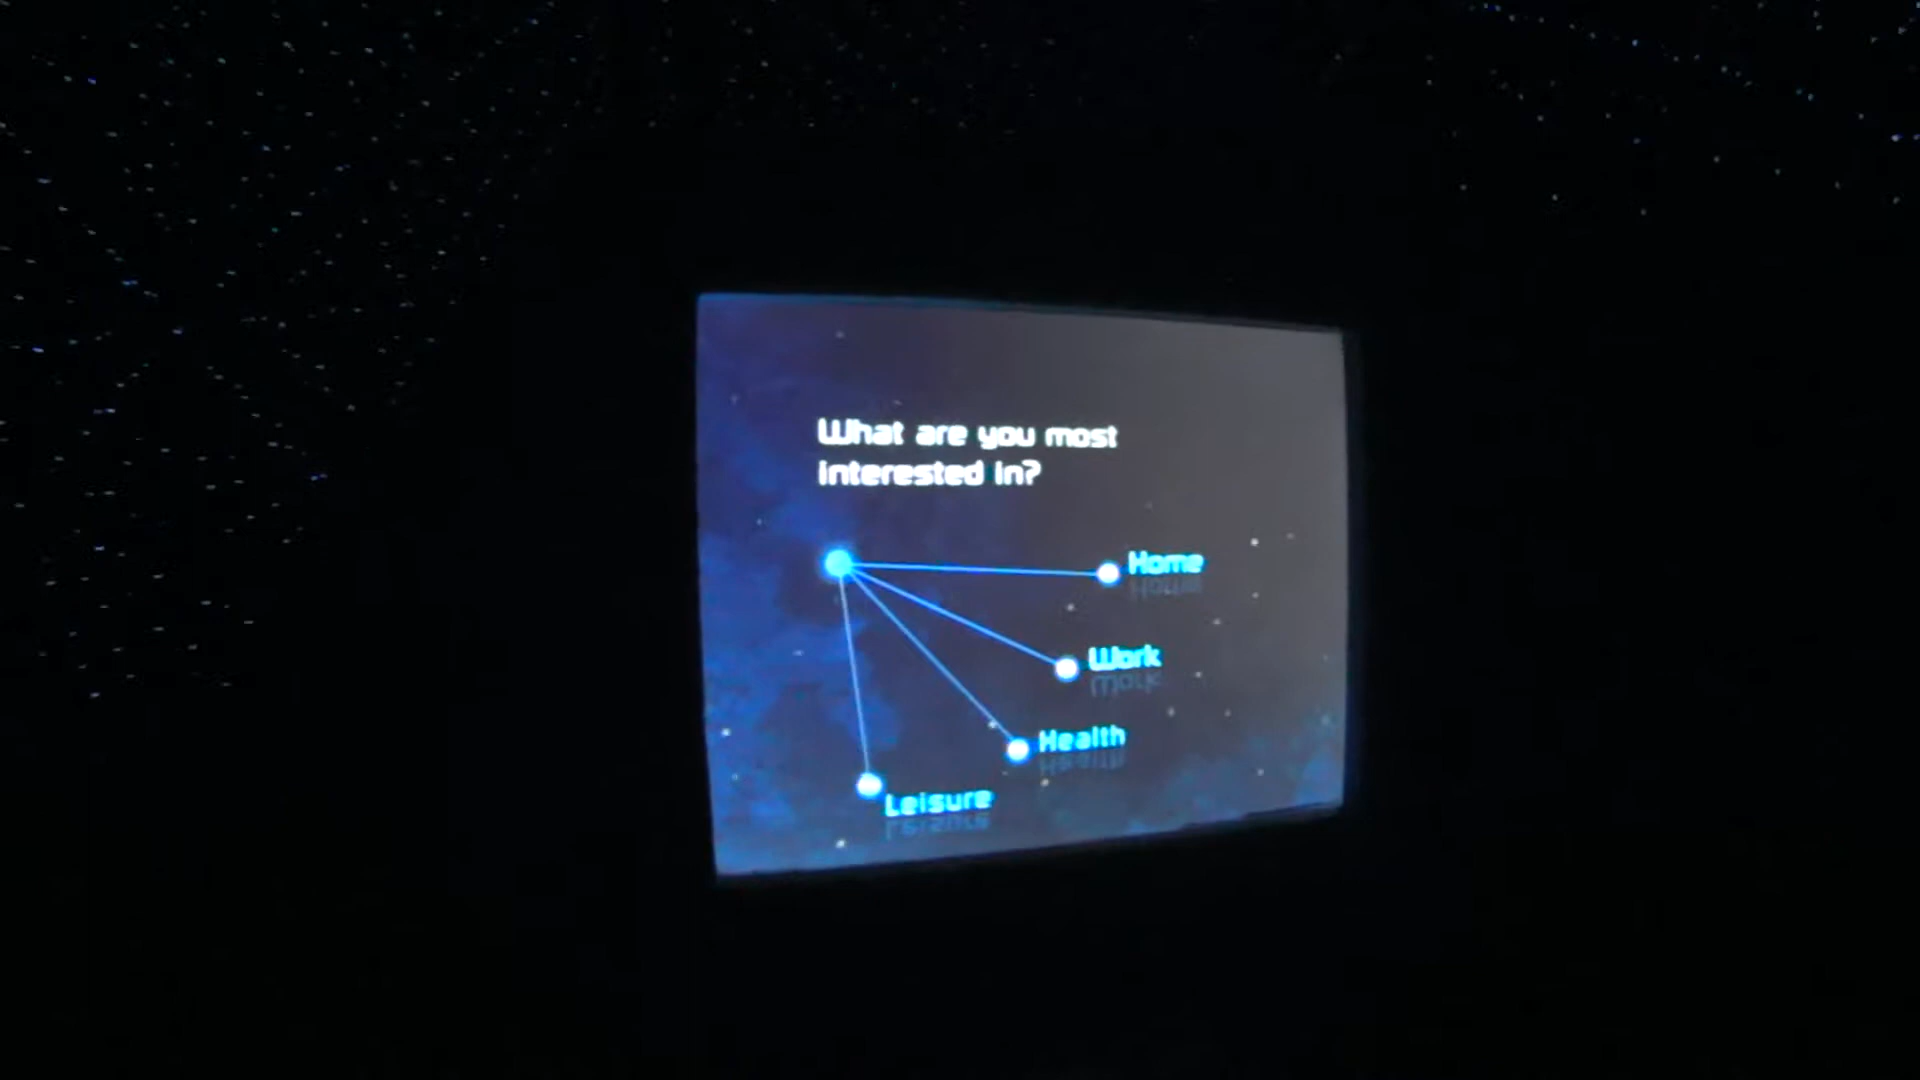 What are you most
interested in?
Home
Work
Health
Leisure